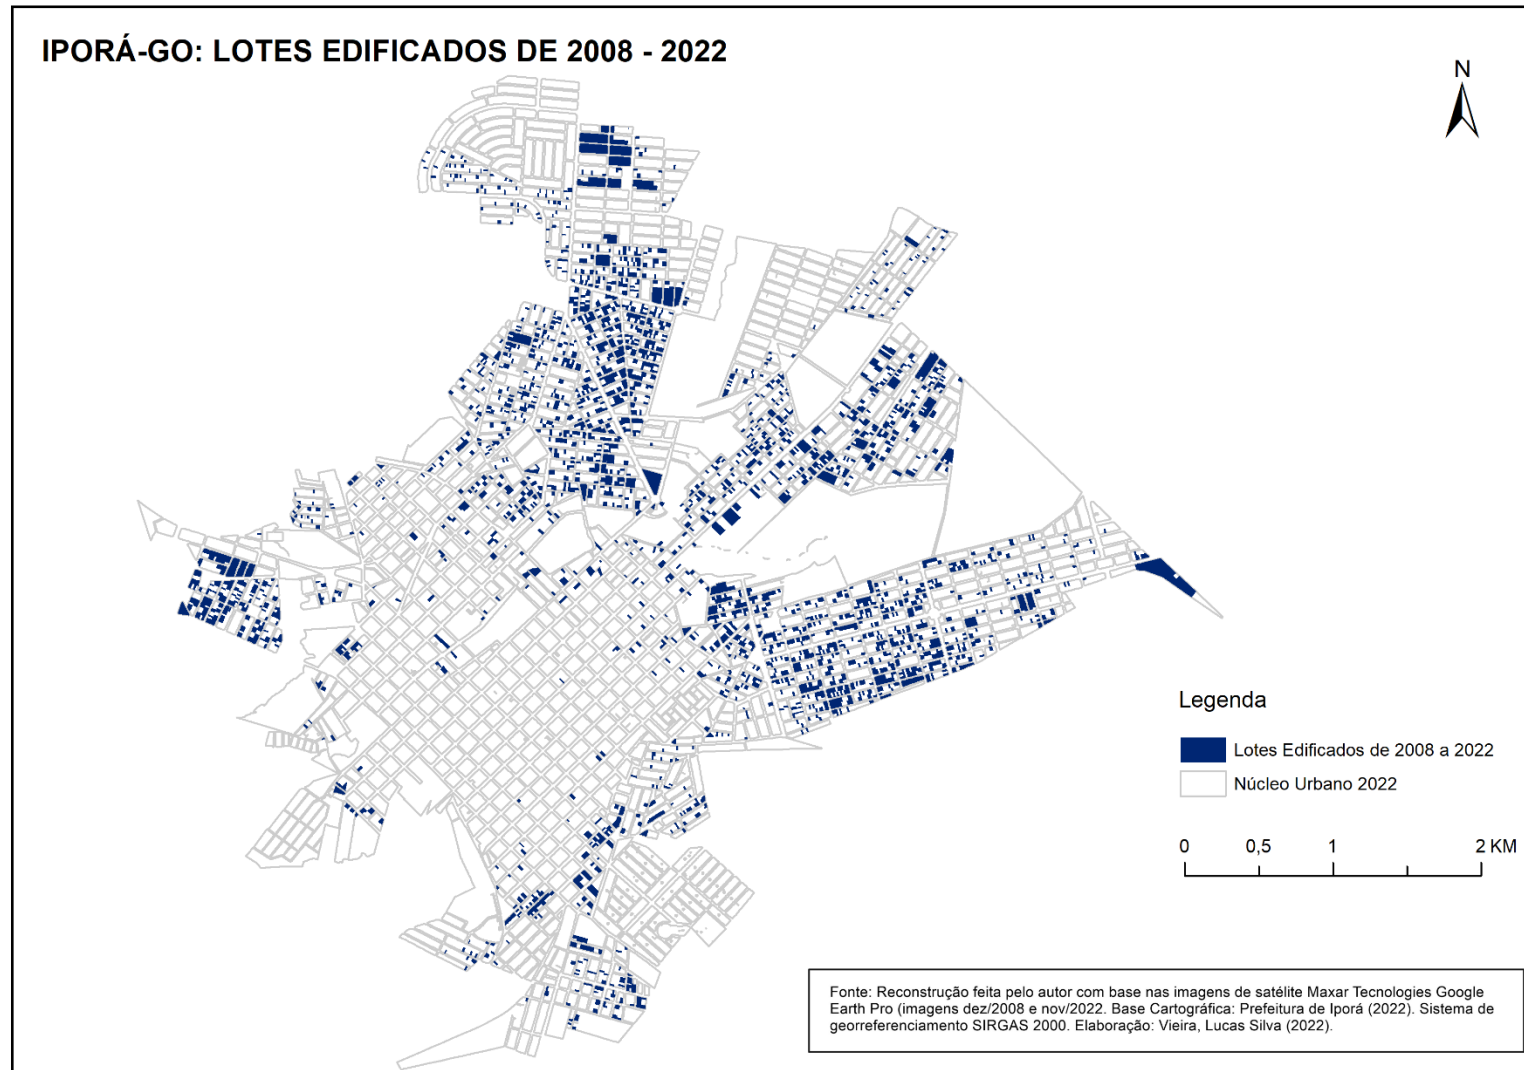 IPORÁ-GO: LOTES EDIFICADOS DE 2008 - 2022
N
Legenda
Lotes Edificados de 2008 a 2022
Núcleo Urbano 2022
0 0,5 1 2 KM
Fonte: Reconstrução feita pelo autor com base nas imagens de satélite Maxar Tecnologies Google
Earth Pro (imagens dez/2008 e nov/2022. Base Cartográfica: Prefeitura de Iporá (2022). Sistema de
georreferenciamento SIRGAS 2000. Elaboração: Vieira, Lucas Silva (2022).